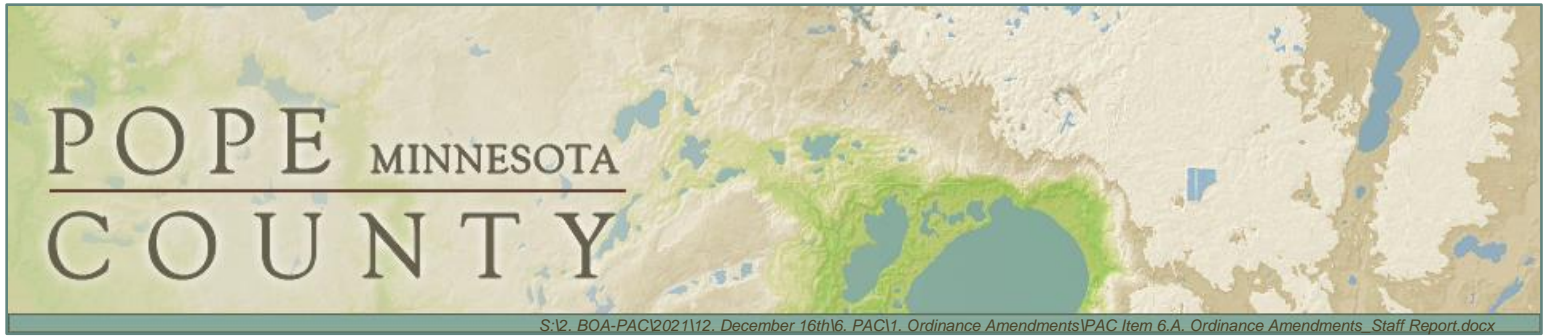 POPE MINNESOTA
COUNTY
S:\2. BOA-PAC\2021\12. December 16th\6. PAC\1. Ordinance Amendments\PAC Item 6.A. Ordinance Amendments_Staff Report.docx